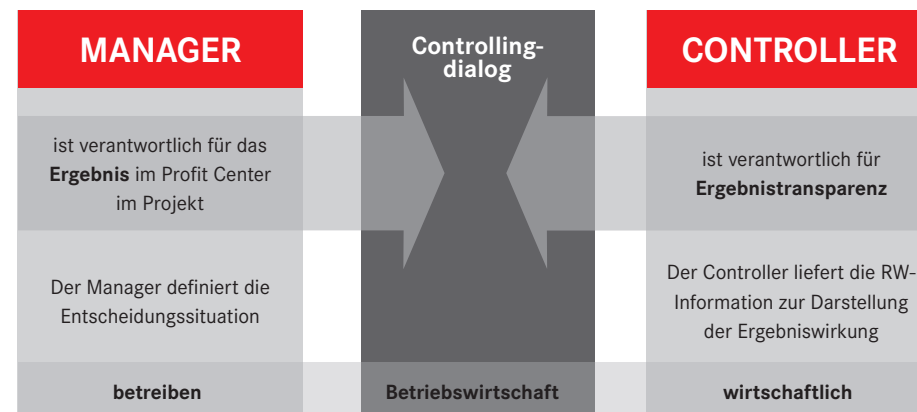 MANAGER
ist verantwortlich für das
Ergebnis im Profit Center
im Projekt
Der Manager definiert die
Entscheidungssituation
betreiben
Controlling-
dialog
Betriebswirtschaft
CONTROLLER
ist verantwortlich für
Ergebnistransparenz
Der Controller liefert die RW-
Information zur Darstellung
der Ergebniswirkung
wirtschaftlich